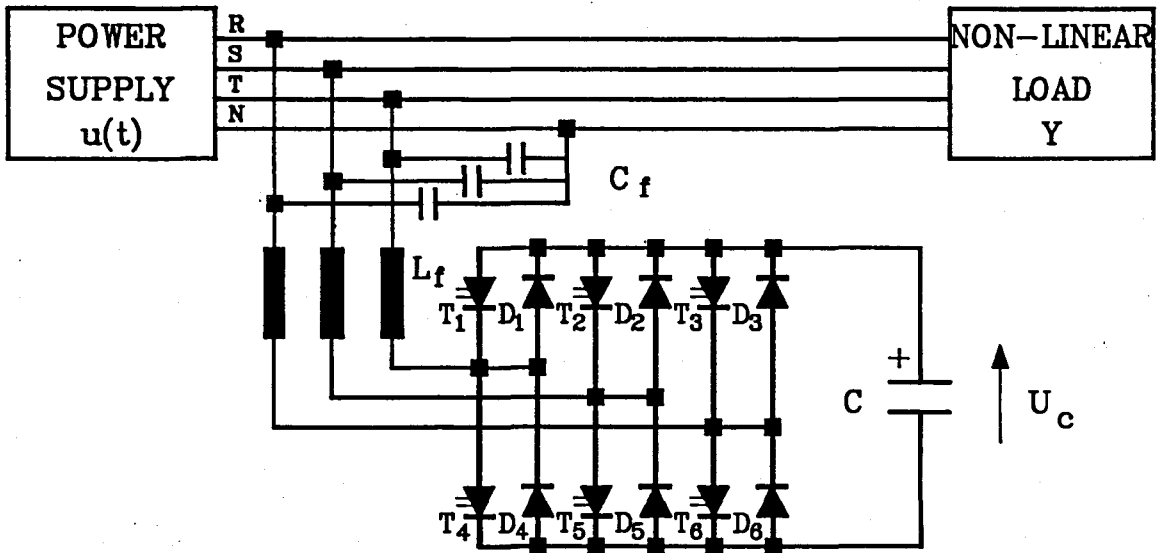 POWER
SUPPLY
u(t)
R
S
T
N
NON-LINEAR
LOAD
Y
C f
L f
T1 D1 T2 D2 T3 D3
+
C
U c
T4 D4 T5 D5 T6 D6